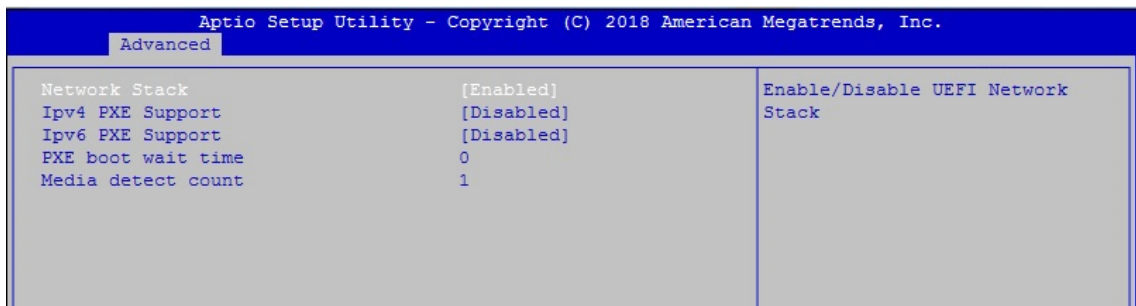 Aptio Setup Utility - Copyright (C) 2018 American Megatrends, Inc.
Advanced
Network Stack [Enabled]
Ipv4 PXE Support [Disabled]
Ipv6 PXE Support [Disabled]
PXE boot wait time 0
Media detect count 1
Enable/Disable UEFI Network
Stack